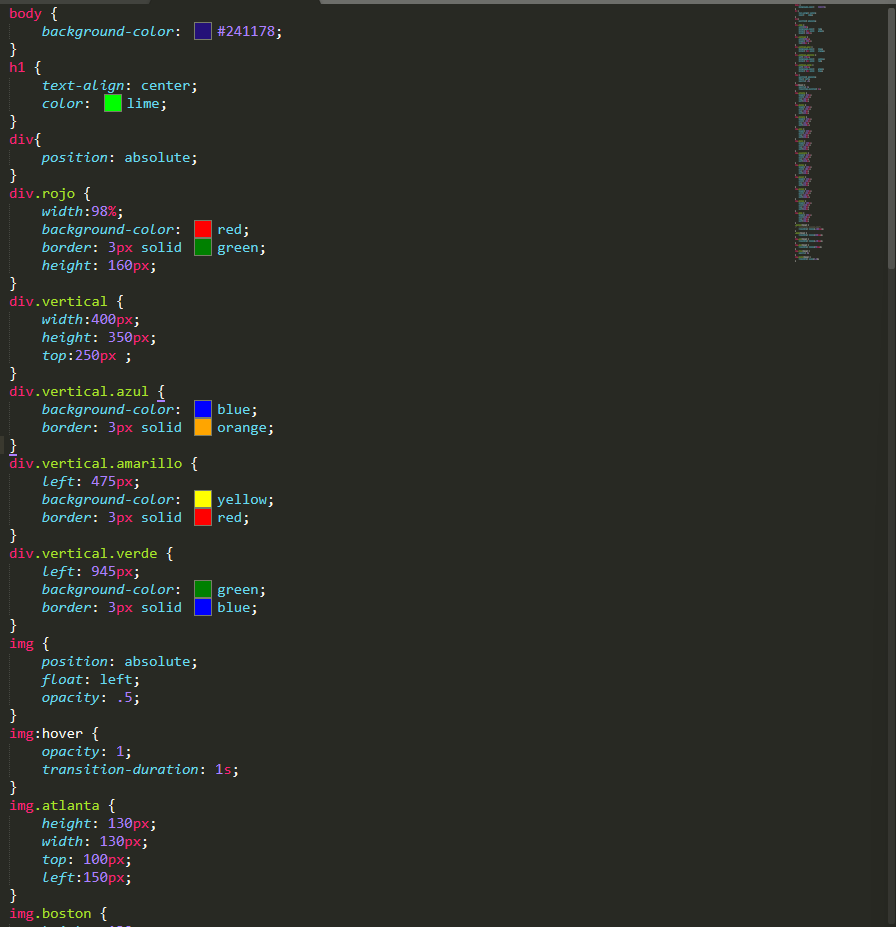 body {
    background-color: #241178;
}
h1 {
    text-align: center;
    color: lime;
}
div{
    position: absolute;
}
div.rojo {
    width:98%;
    background-color: red;
    border: 3px solid green;
    height: 160px;
}
div.vertical {
    width:400px;
    height: 350px;
    top:250px ;
}
div.vertical.azul {
    background-color: blue;
    border: 3px solid orange;
}
div.vertical.amarillo {
    left: 475px;
    background-color: yellow;
    border: 3px solid red;
}
div.vertical.verde {
    left: 945px;
    background-color: green;
    border: 3px solid blue;
}
img {
    position: absolute;
    float: left;
    opacity: .5;
}
img:hover {
    opacity: 1;
    transition-duration: 1s;
}
img.atlanta {
    height: 130px;
    width: 130px;
    top: 100px;
    left:150px;
}
img.boston {